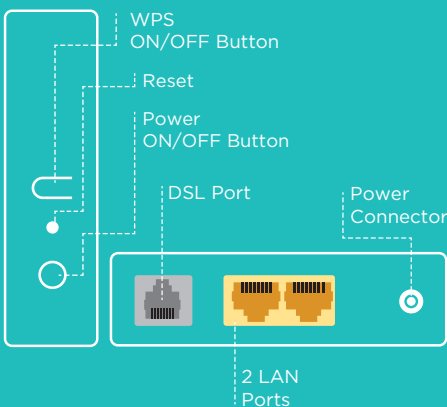 WPS
ON/OFF Button
Reset
Power
ON/OFF Button
DSL Port
Power
Connector
2 LAN
Ports